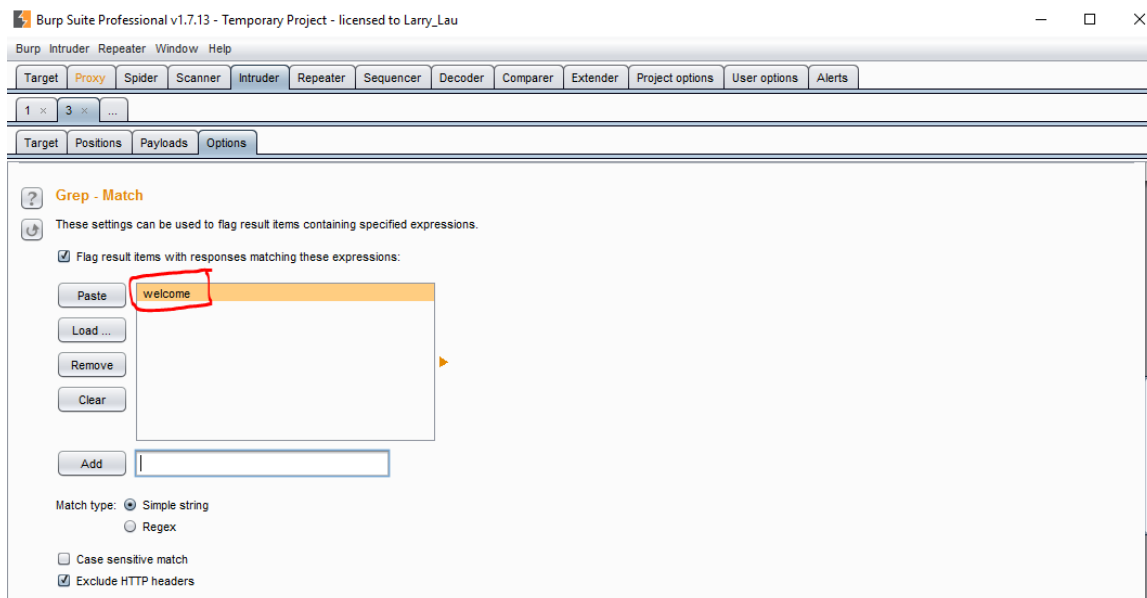 Burp Suite Professional v1.7.13 - Temporary Project - licensed to Larry_Lau
Burp Intruder Repeater Window Help
Target Proxy Spider Scanner Intruder Repeater Sequencer Decoder Comparer Extender Project options User options Alerts
1 × 3 × ...
Target Positions Payloads Options
? Grep - Match
These settings can be used to flag result items containing specified expressions.
Flag result items with responses matching these expressions:
Paste welcome
Load ...
Remove
Clear
Add
Match type: Simple string
Regex
Case sensitive match
Exclude HTTP headers